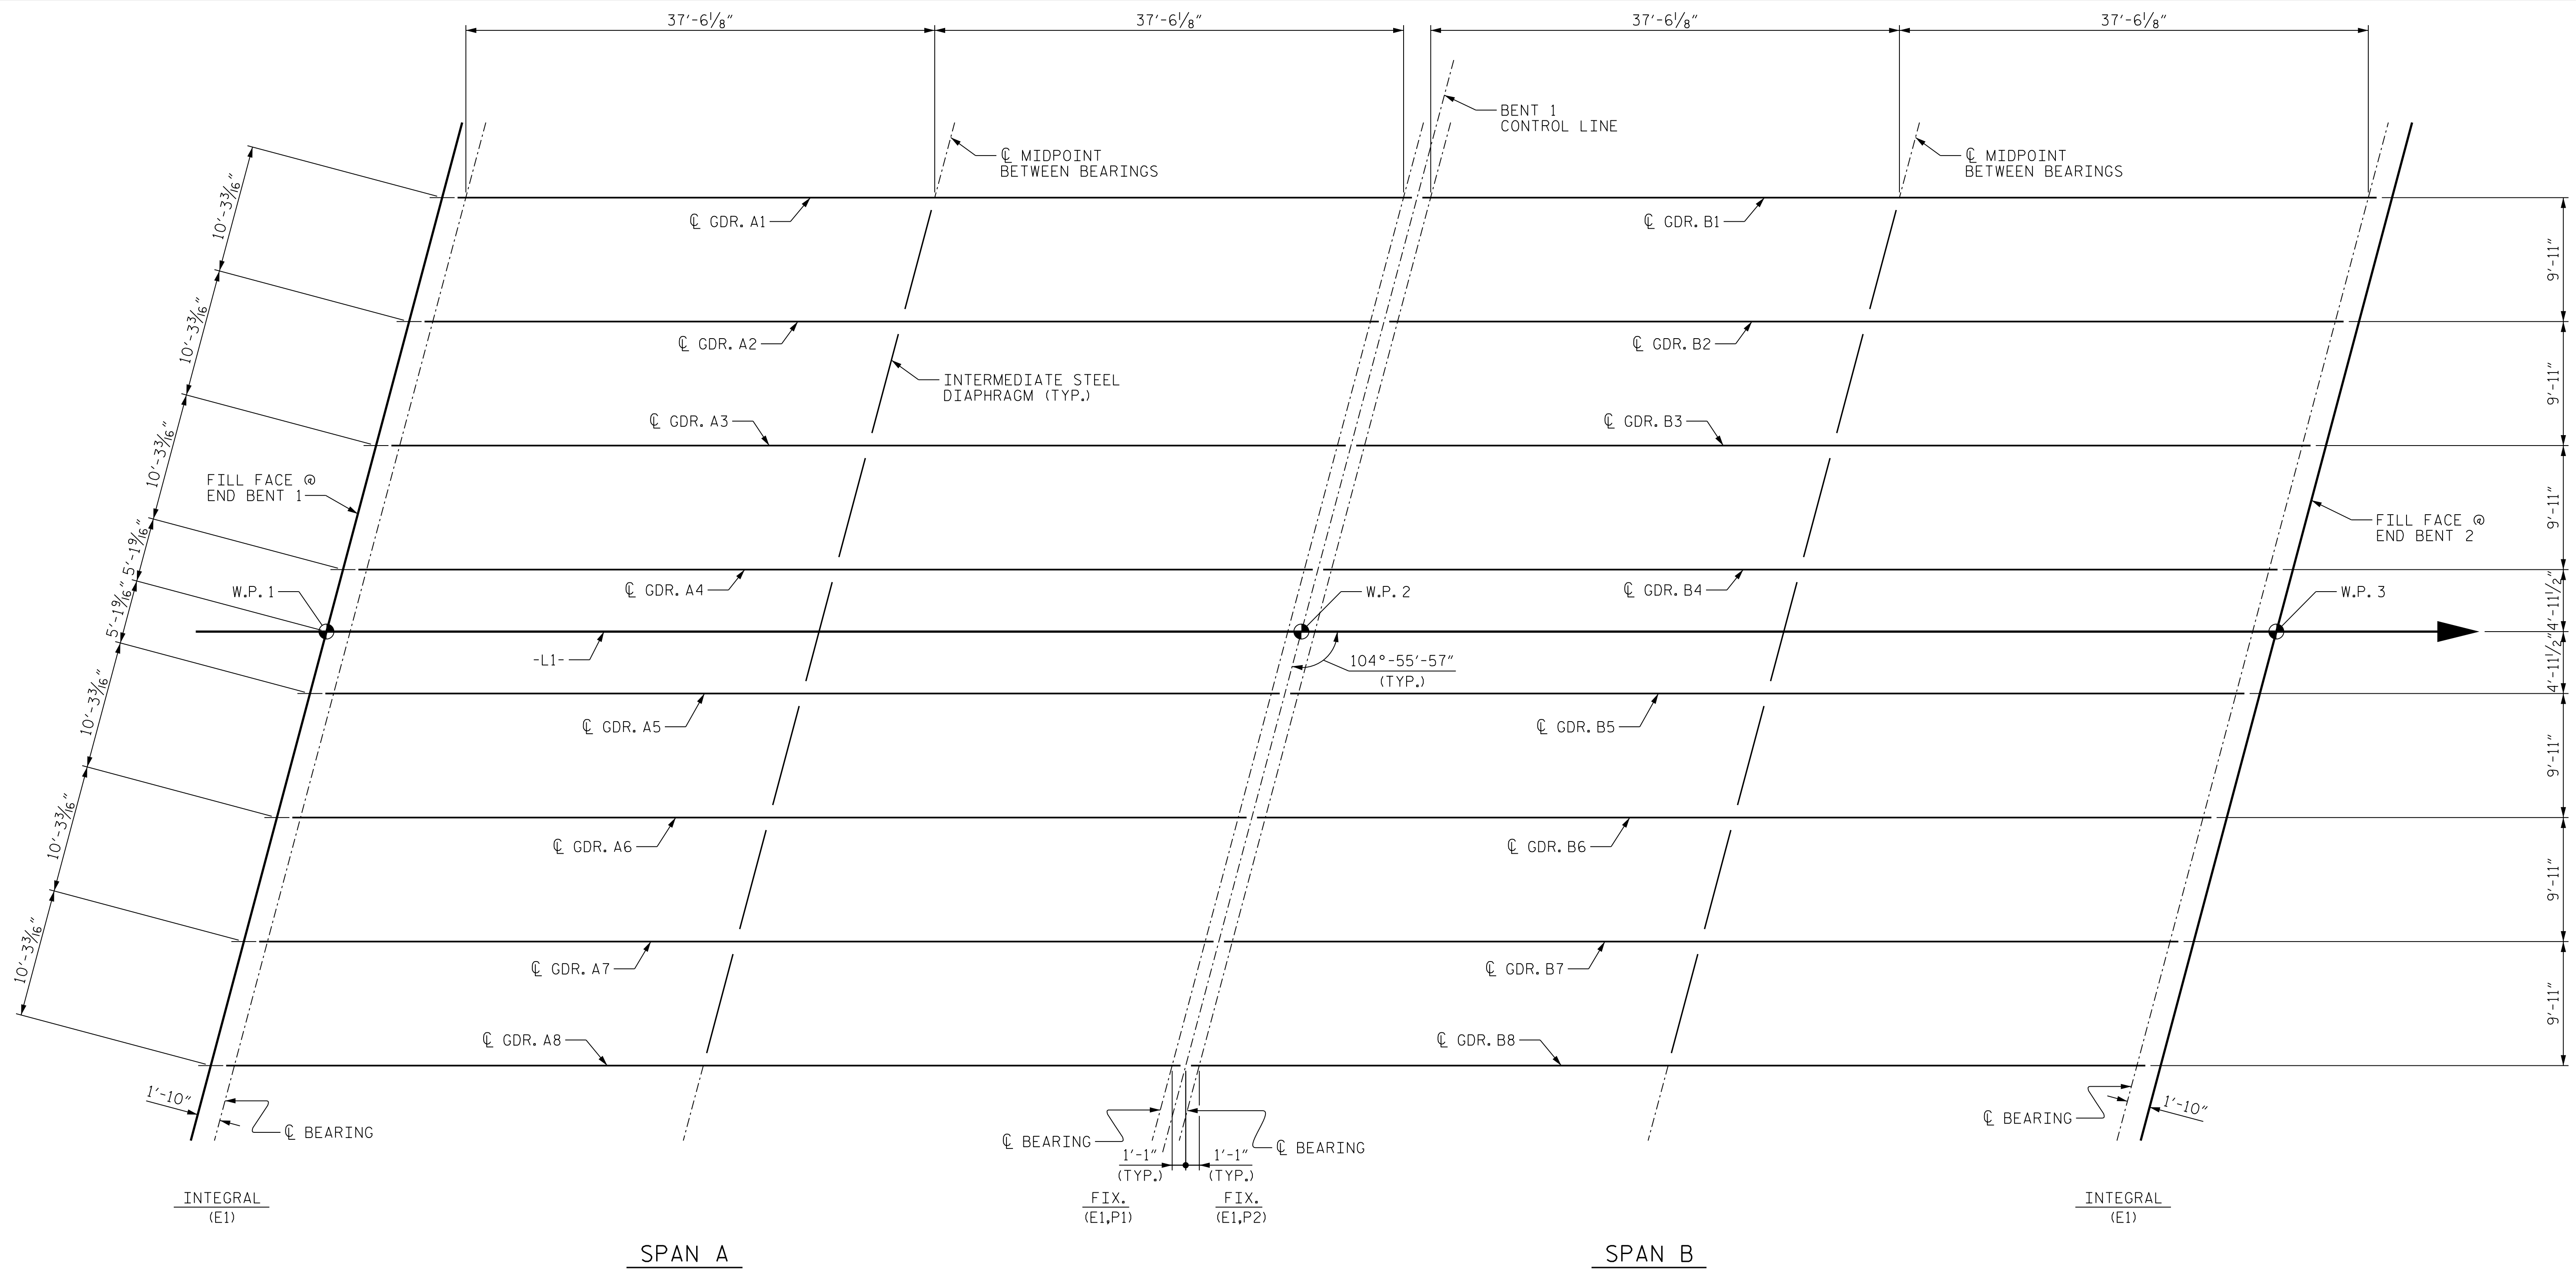 37'-6⅛" 37'-6⅛" 37'-6⅛" 37'-6⅛"
BENT 1
CONTROL LINE
℄ MIDPOINT
BETWEEN BEARINGS
℄ MIDPOINT
BETWEEN BEARINGS
10'-3³⁄₁₆"
℄ GDR. A1
℄ GDR. B1
9'-11"
10'-3³⁄₁₆"
℄ GDR. A2
℄ GDR. B2
INTERMEDIATE STEEL
DIAPHRAGM (TYP.)
9'-11"
10'-3³⁄₁₆"
℄ GDR. A3
℄ GDR. B3
FILL FACE @
END BENT 1
9'-11"
FILL FACE @
END BENT 2
5'-1⁹⁄₁₆"
℄ GDR. A4
℄ GDR. B4
W.P. 1
W.P. 2
W.P. 3
4'-11½"
5'-1⁹⁄₁₆"
-L1-
104°-55'-57"
(TYP.)
4'-11½"
10'-3³⁄₁₆"
℄ GDR. A5
℄ GDR. B5
9'-11"
10'-3³⁄₁₆"
℄ GDR. A6
℄ GDR. B6
9'-11"
10'-3³⁄₁₆"
℄ GDR. A7
℄ GDR. B7
9'-11"
℄ GDR. A8
℄ GDR. B8
1'-10"
1'-10"
℄ BEARING
℄ BEARING
℄ BEARING
℄ BEARING
1'-1"
(TYP.)
1'-1"
(TYP.)
INTEGRAL
(E1)
FIX.
(E1,P1)
FIX.
(E1,P2)
INTEGRAL
(E1)
SPAN A
SPAN B